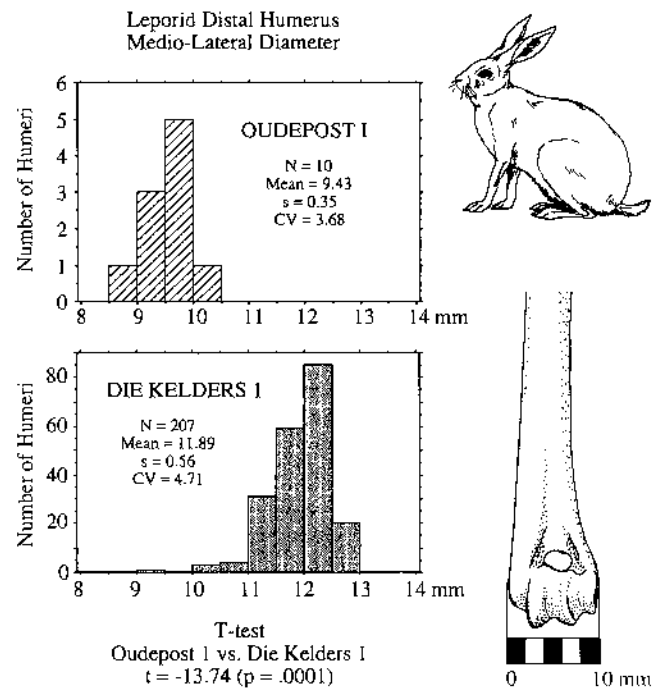 Leporid Distal Humerus
Medio-Lateral Diameter
Number of Humeri
6
5
4
3
2
1
0
OUDEPOST I
N = 10
Mean = 9.43
s = 0.35
CV = 3.68
8 9 10 11 12 13 14 mm
Number of Humeri
80
60
40
20
0
DIE KELDERS 1
N = 207
Mean = 11.89
s = 0.56
CV = 4.71
8 9 10 11 12 13 14 mm
T-test
Oudepost 1 vs. Die Kelders 1
t = -13.74 (p = .0001)
0 10 mm